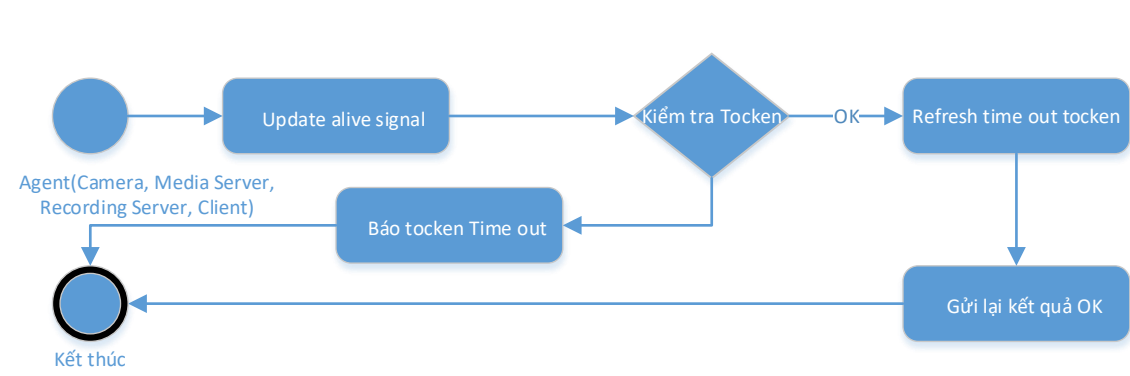 Update alive signal
Kiểm tra Tocken
OK
Refresh time out tocken
Agent(Camera, Media Server,
Recording Server, Client)
Báo tocken Time out
Gửi lại kết quả OK
Kết thúc